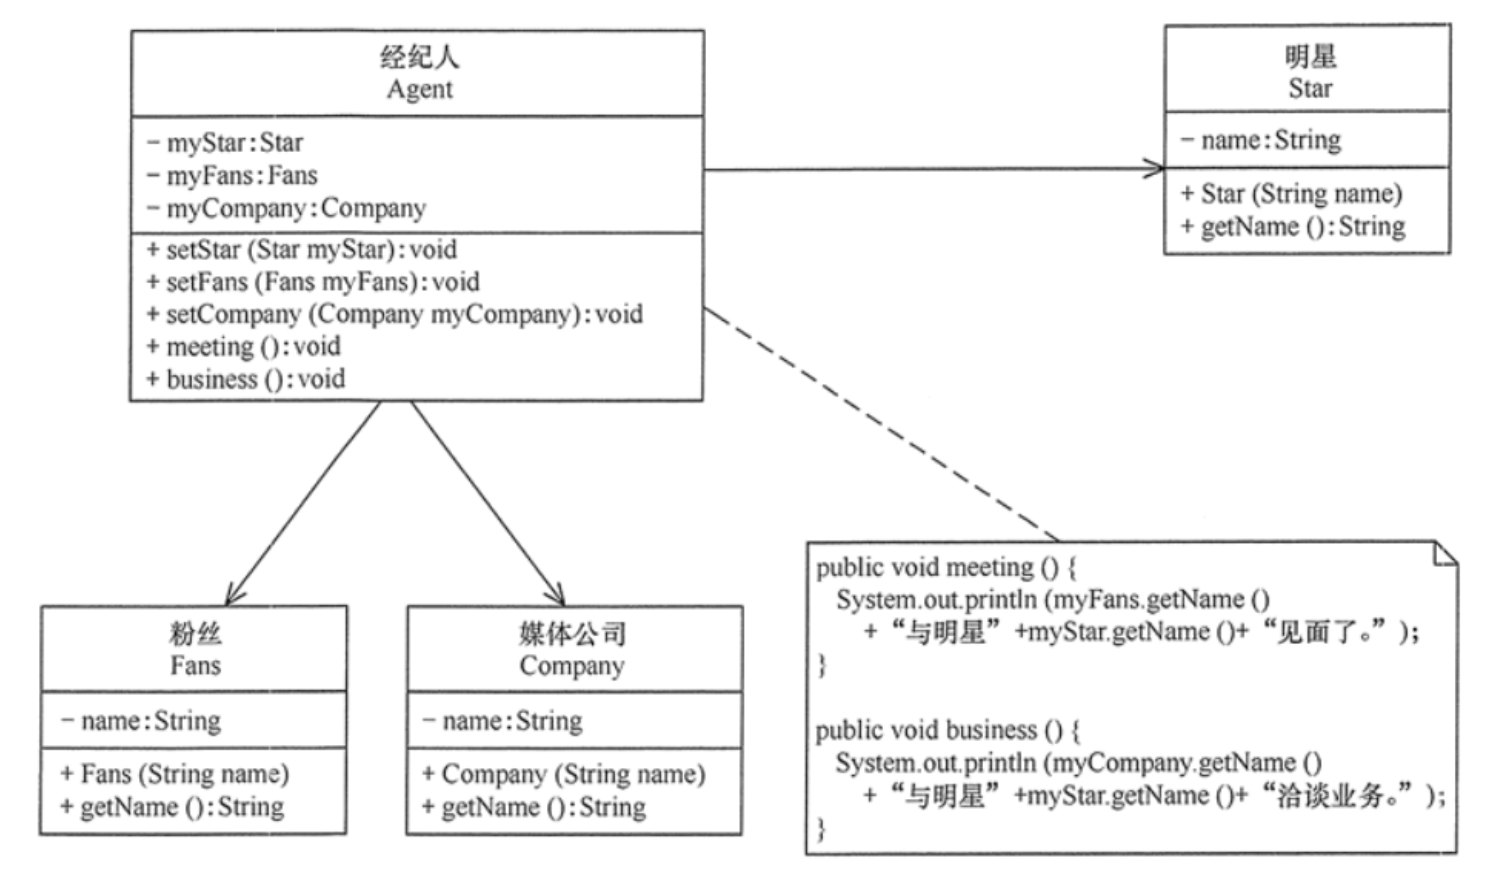 经纪人
Agent
- myStar:Star
- myFans:Fans
- myCompany:Company
+ setStar (Star myStar):void
+ setFans (Fans myFans):void
+ setCompany (Company myCompany):void
+ meeting ():void
+ business ():void
明星
Star
- name:String
+ Star (String name)
+ getName ():String
粉丝
Fans
- name:String
+ Fans (String name)
+ getName ():String
媒体公司
Company
- name:String
+ Company (String name)
+ getName ():String
public void meeting () {
System.out.println (myFans.getName ()
+ “与明星” +myStar.getName ()+ “见面了。” );
}
public void business () {
System.out.println (myCompany.getName ()
+ “与明星” +myStar.getName ()+ “洽谈业务。” );
}